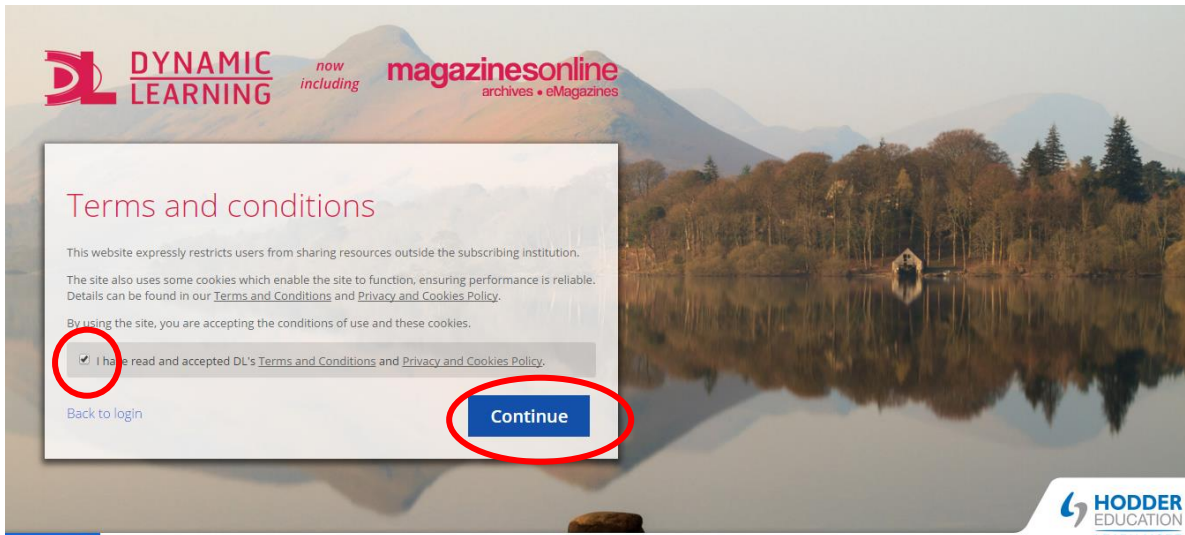 DYNAMIC
LEARNING
now
including
magazinesonline
archives • eMagazines
Terms and conditions
This website expressly restricts users from sharing resources outside the subscribing institution.
The site also uses some cookies which enable the site to function, ensuring performance is reliable.
Details can be found in our Terms and Conditions and Privacy and Cookies Policy.
By using the site, you are accepting the conditions of use and these cookies.
I have read and accepted DL's Terms and Conditions and Privacy and Cookies Policy.
Back to login
Continue
HODDER
EDUCATION